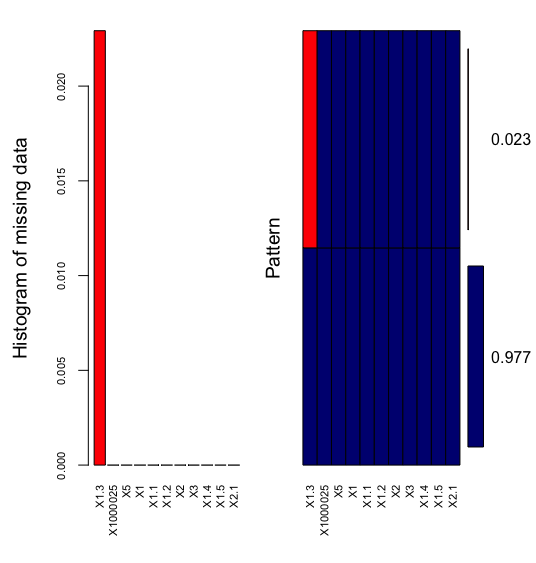 Histogram of missing data
0.000
0.005
0.010
0.015
0.020
X1.3
X1000025
X5
X1
X1.1
X1.2
X2
X3
X1.4
X1.5
X2.1
Pattern
X1.3
X1000025
X5
X1
X1.1
X1.2
X2
X3
X1.4
X1.5
X2.1
0.023
0.977